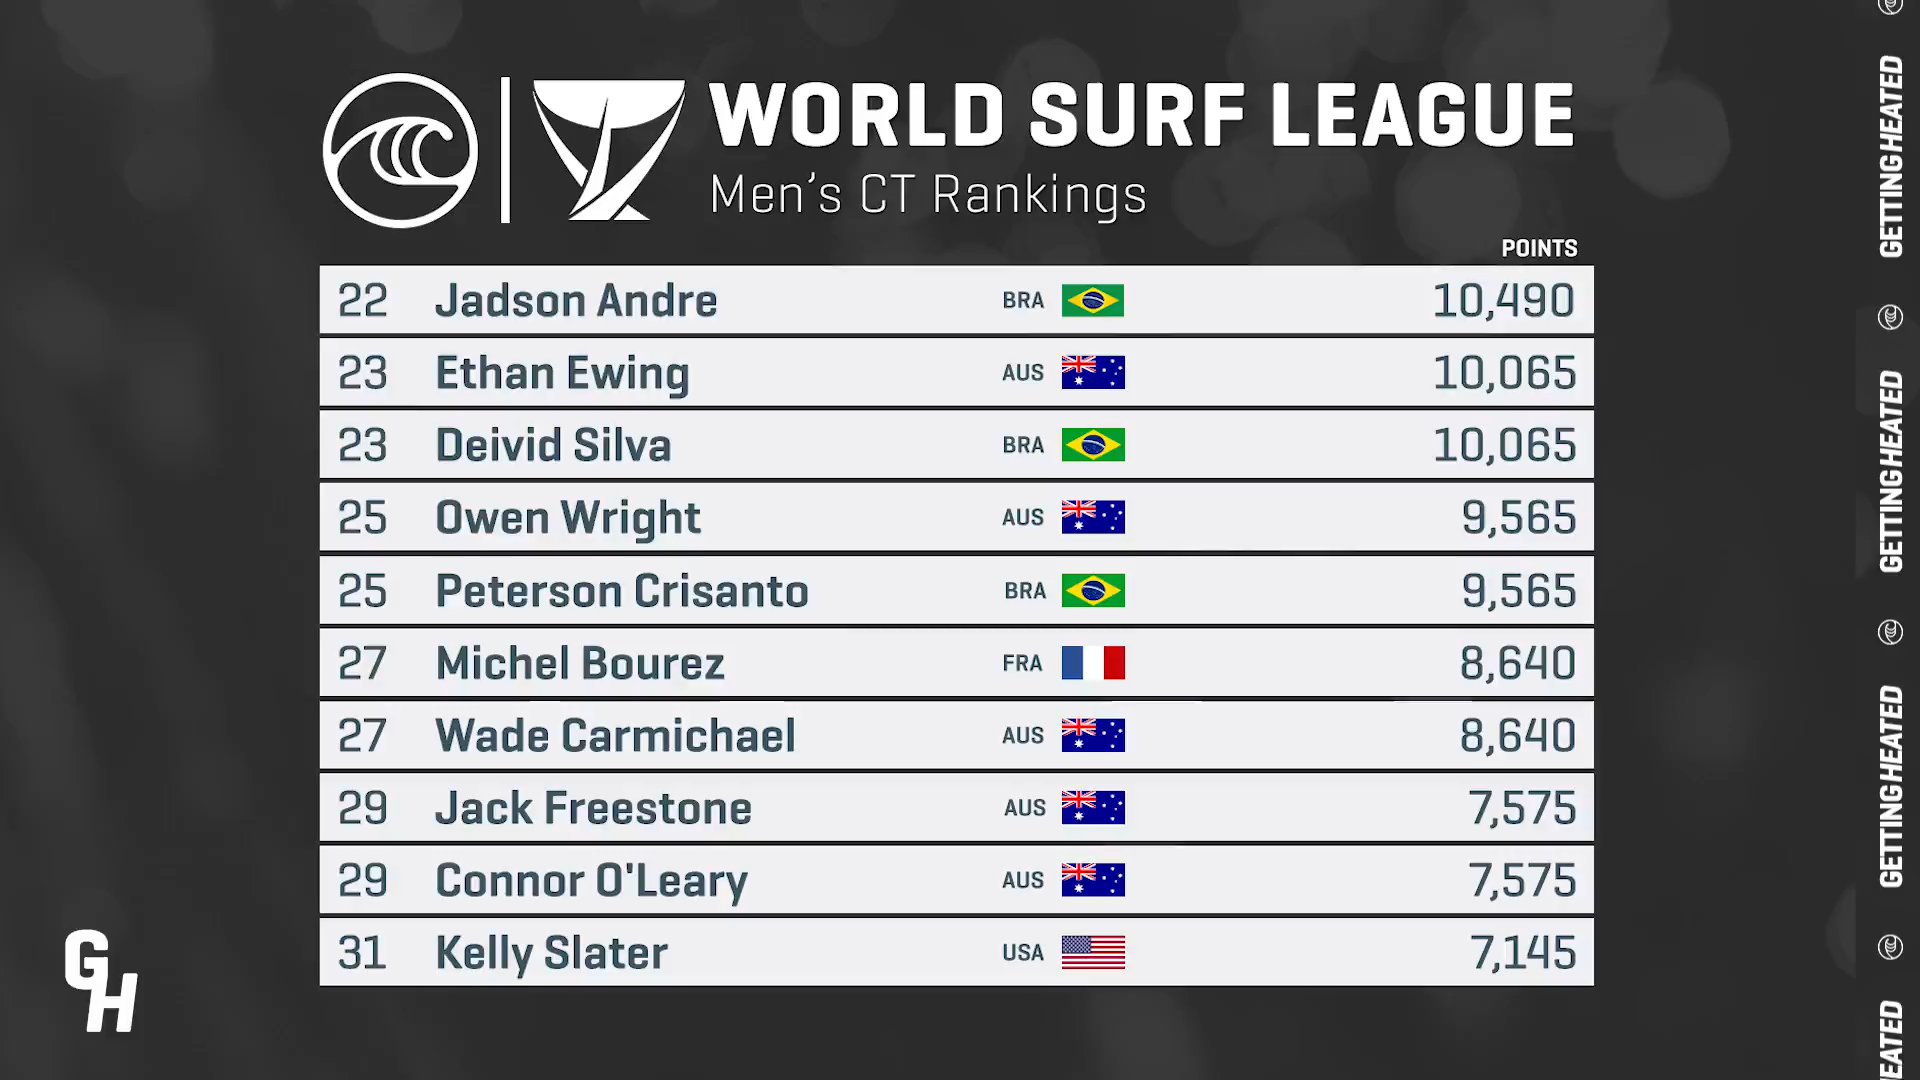 WORLD SURF LEAGUE
Men's CT Rankings
POINTS
22 Jadson Andre BRA 10,490
23 Ethan Ewing AUS 10,065
23 Deivid Silva BRA 10,065
25 Owen Wright AUS 9,565
25 Peterson Crisanto BRA 9,565
27 Michel Bourez FRA 8,640
27 Wade Carmichael AUS 8,640
29 Jack Freestone AUS 7,575
29 Connor O'Leary AUS 7,575
31 Kelly Slater USA 7,145
GH
GETTINGHEATED
GETTINGHEATED
GETTINGHEATED
EATED